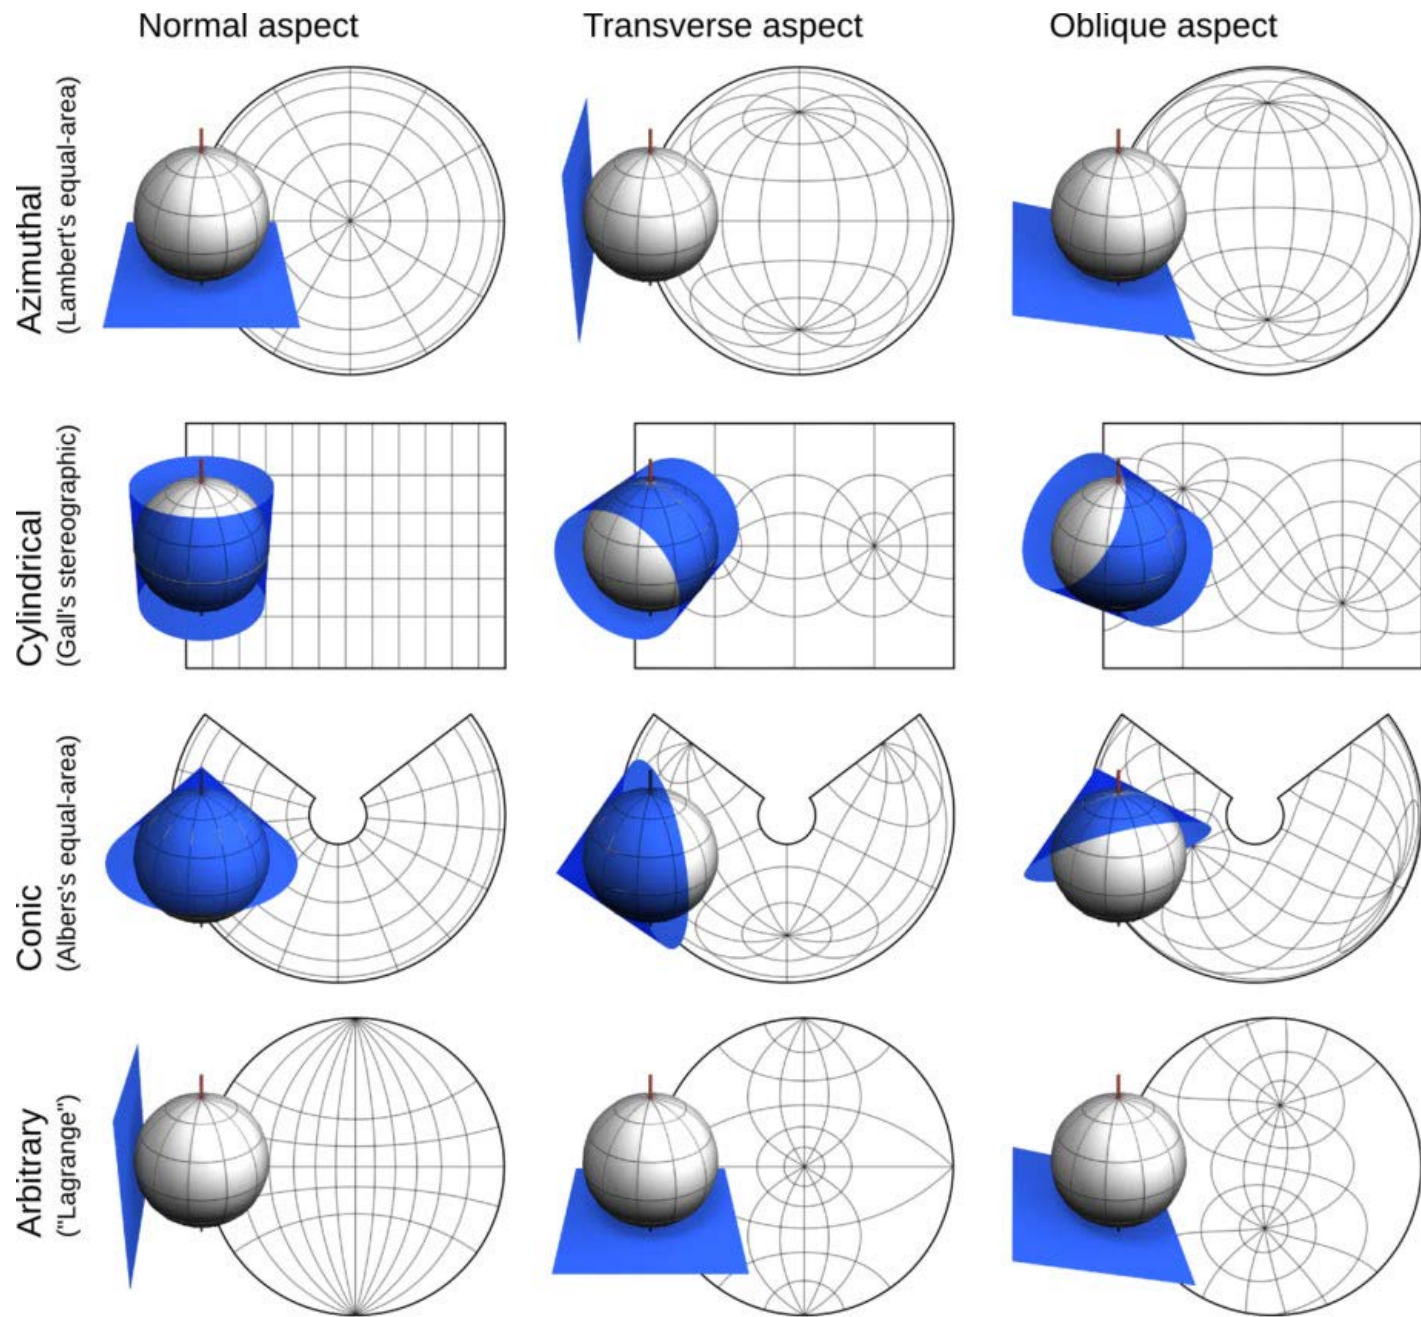 Normal aspect
Transverse aspect
Oblique aspect
Azimuthal
(Lambert's equal-area)
Cylindrical
(Gall's stereographic)
Conic
(Albers's equal-area)
Arbitrary
("Lagrange")